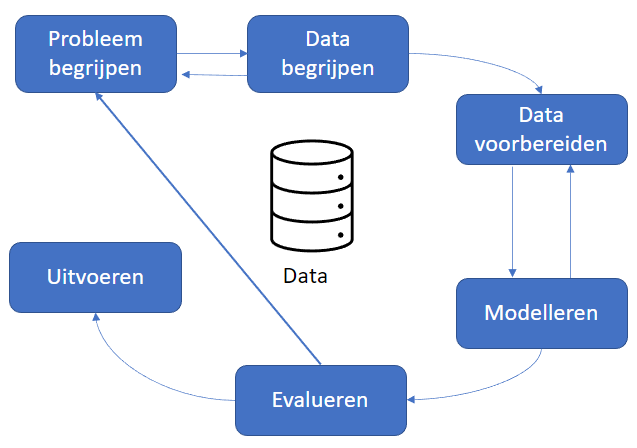 Probleem
begrijpen
Data
begrijpen
Data
voorbereiden
Data
Uitvoeren
Modelleren
Evalueren